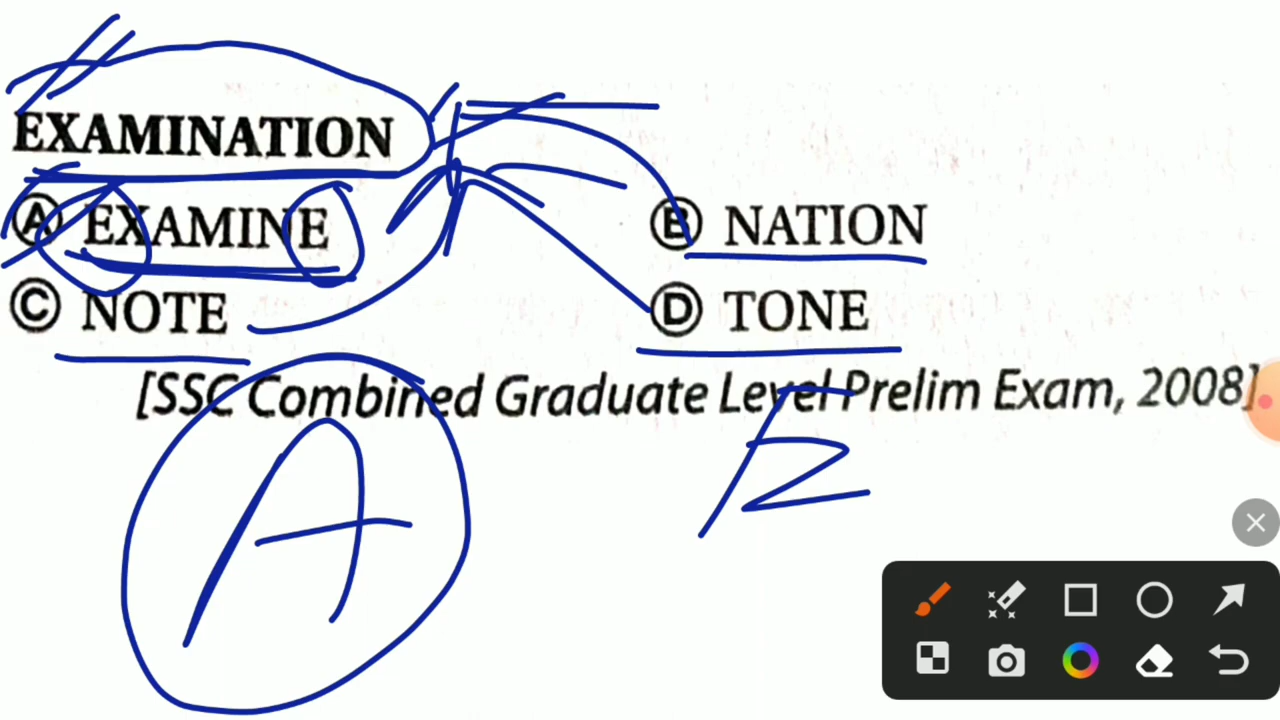 EXAMINATION
Ⓐ EXAMINE Ⓑ NATION
Ⓒ NOTE Ⓓ TONE
[SSC Combined Graduate Level Prelim Exam, 2008]
A